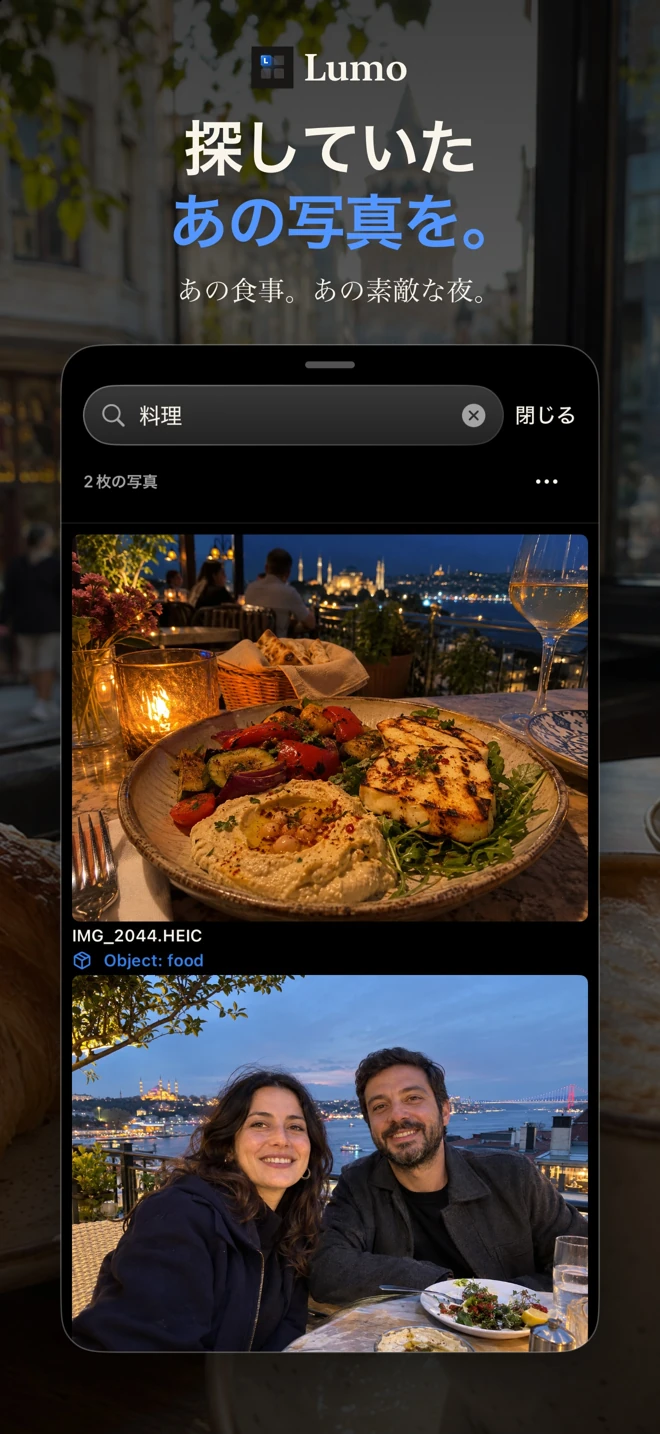 Lumo
探していた
あの写真を。
あの食事。あの素敵な夜。
料理
閉じる
2枚の写真
IMG_2044.HEIC
Object: food